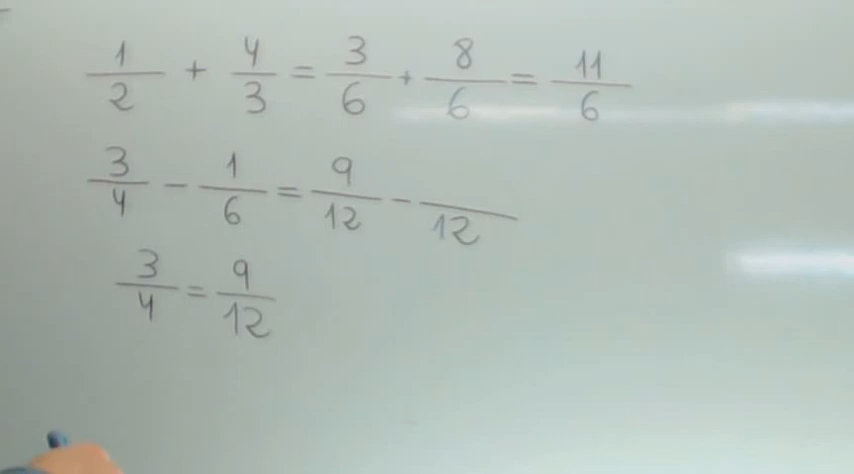 1/2 + 4/3 = 3/6 + 8/6 = 11/6
3/4 - 1/6 = 9/12 - /12
3/4 = 9/12